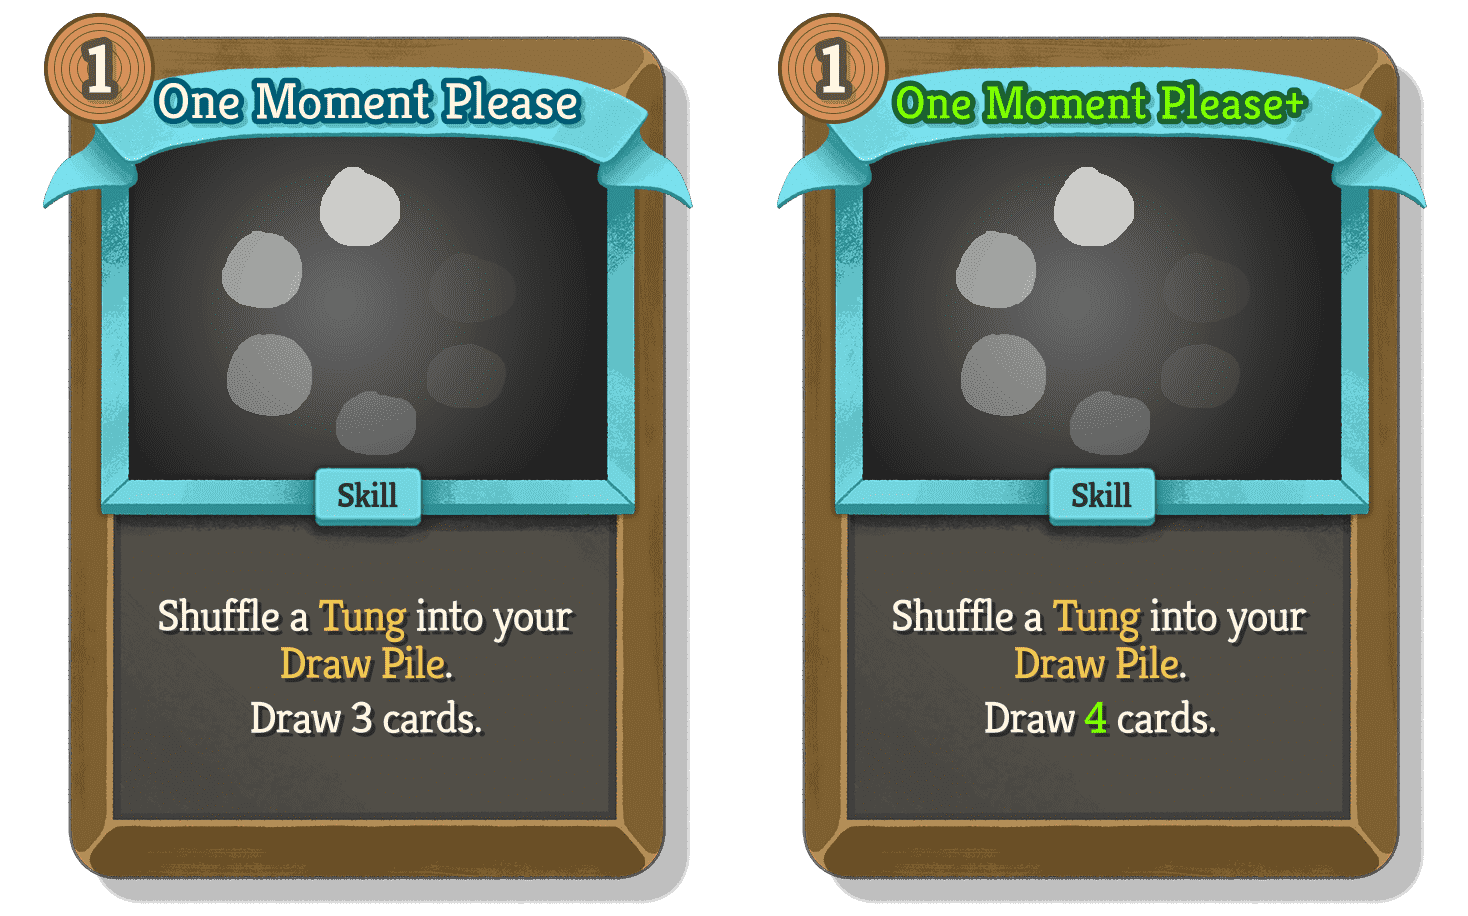 1
One Moment Please
Skill
Shuffle a Tung into your
Draw Pile.
Draw 3 cards.
1
One Moment Please+
Skill
Shuffle a Tung into your
Draw Pile.
Draw 4 cards.